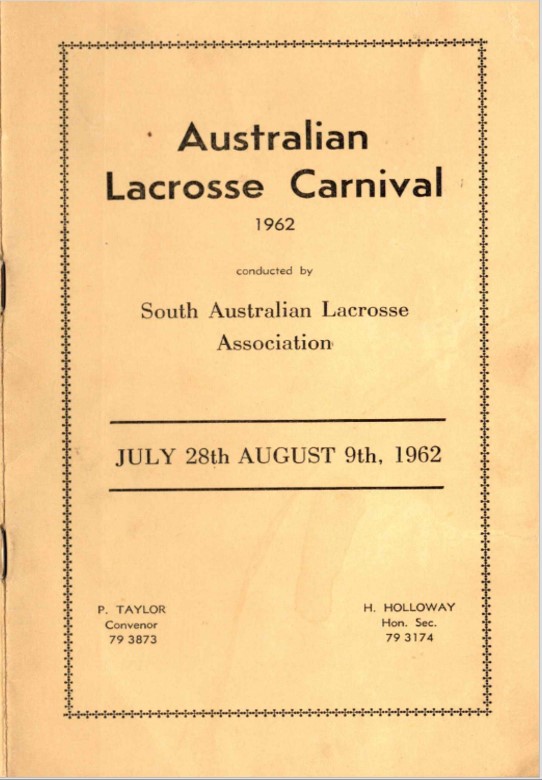 Australian
Lacrosse Carnival
1962
conducted by
South Australian Lacrosse
Association
JULY 28th AUGUST 9th, 1962
P. TAYLOR
Convenor
79 3873
H. HOLLOWAY
Hon. Sec.
79 3174